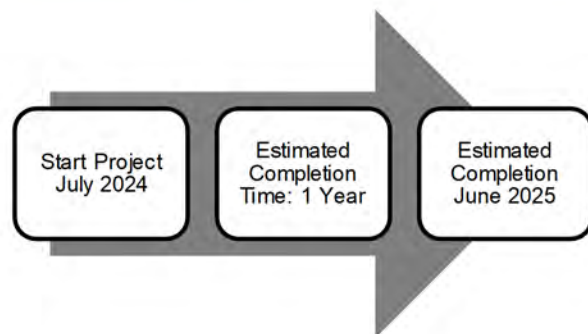 Start Project
July 2024
Estimated
Completion
Time: 1 Year
Estimated
Completion
June 2025